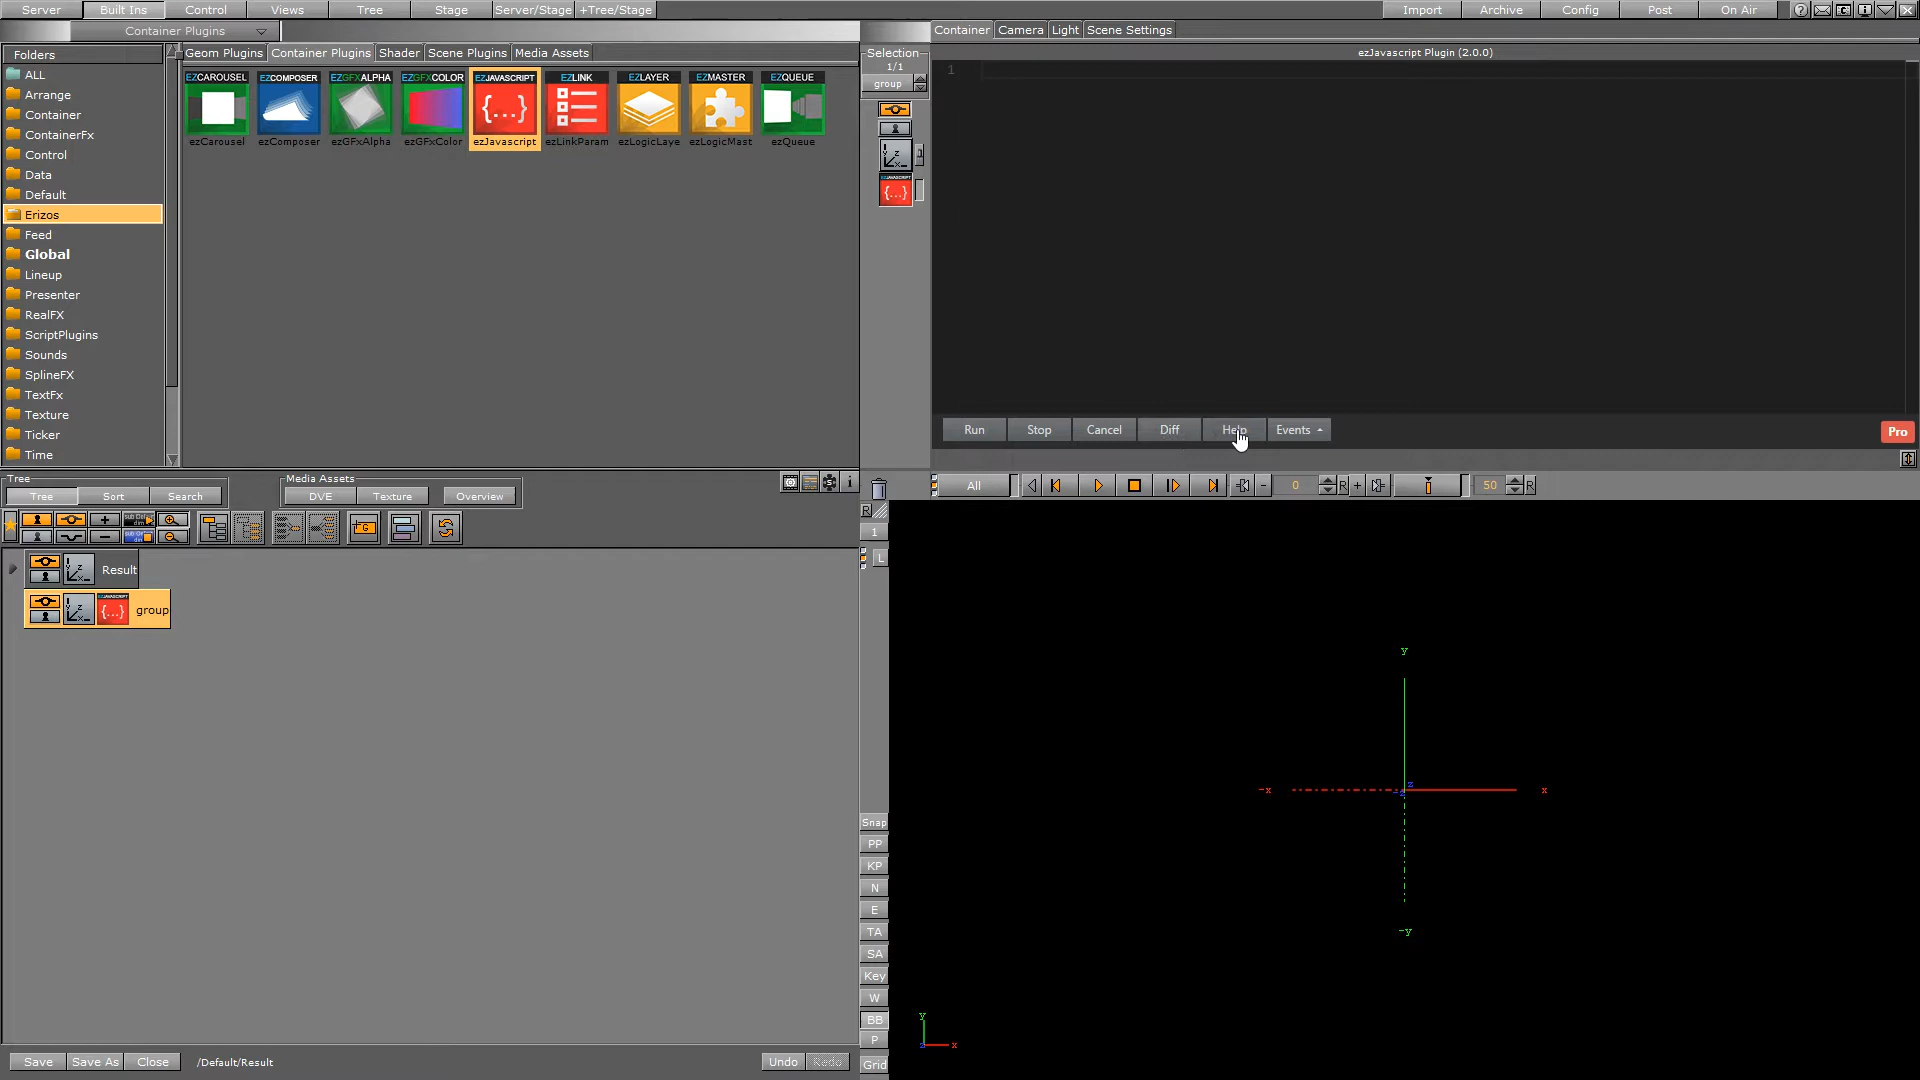 Server Built Ins Control Views Tree Stage Server/Stage +Tree/Stage Import Archive Config Post On Air
Container Plugins
Container Camera Light Scene Settings
Folders
ALL
Arrange
Container
ContainerFx
Control
Data
Default
Erizos
Feed
Global
Lineup
Presenter
RealFX
ScriptPlugins
Sounds
SplineFX
TextFx
Texture
Ticker
Time
Geom Plugins Container Plugins Shader Scene Plugins Media Assets
EZCAROUSEL EZCOMPOSER EZGFXALPHA EZGFXCOLOR EZJAVASCRIPT EZLINK EZLAYER EZMASTER EZQUEUE
{...}
ezCarousel ezComposer ezGFxAlpha ezGFxColor ezJavascript ezLinkParam ezLogicLaye ezLogicMast ezQueue
Selection
1/1
group
ezJavascript Plugin (2.0.0)
1
Run Stop Cancel Diff Help Events
Pro
Tree
Tree Sort Search
Media Assets
DVE Texture Overview
All - 0 R + 50 R
R
1
L
Result
group
Snap
PP
KP
N
E
TA
SA
Key
W
BB
P
Grid
y
-x -z z x
-y
y
z x
Save Save As Close /Default/Result Undo Redo